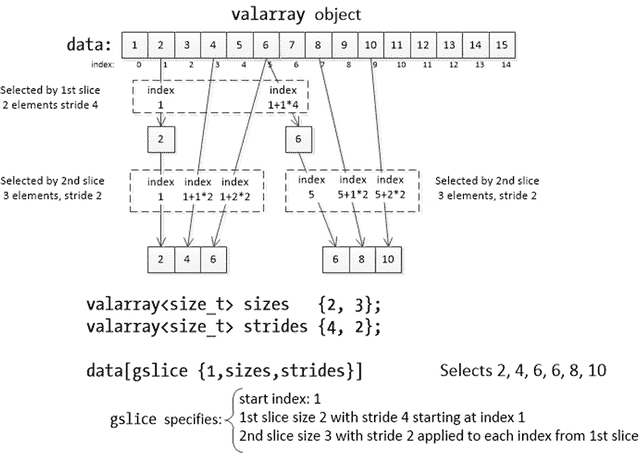 valarray object
data: 1 2 3 4 5 6 7 8 9 10 11 12 13 14 15
index: 0 1 2 3 4 5 6 7 8 9 10 11 12 13 14
Selected by 1st slice
2 elements stride 4
index index
1 1+1*4
2 6
Selected by 2nd slice
3 elements, stride 2
index index index
1 1+1*2 1+2*2
index index index
5 5+1*2 5+2*2
Selected by 2nd slice
3 elements, stride 2
2 4 6 6 8 10
valarray<size_t> sizes {2, 3};
valarray<size_t> strides {4, 2};
data[gslice {1,sizes,strides}] Selects 2, 4, 6, 6, 8, 10
gslice specifies:
start index: 1
1st slice size 2 with stride 4 starting at index 1
2nd slice size 3 with stride 2 applied to each index from 1st slice